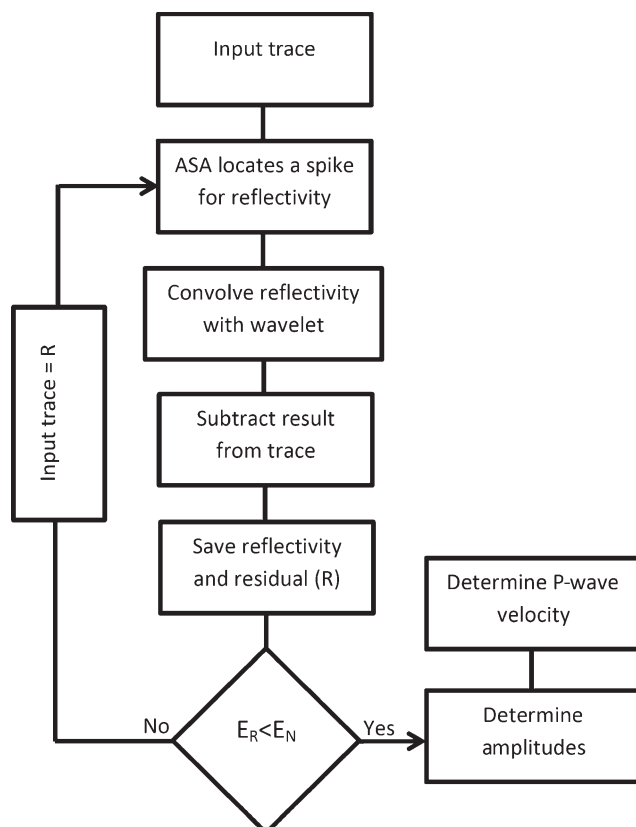 Input trace
ASA locates a spike
for reflectivity
Convolve reflectivity
with wavelet
Input trace = R
Subtract result
from trace
Save reflectivity
and residual (R)
Determine P-wave
velocity
No
E_R<E_N
Yes
Determine
amplitudes